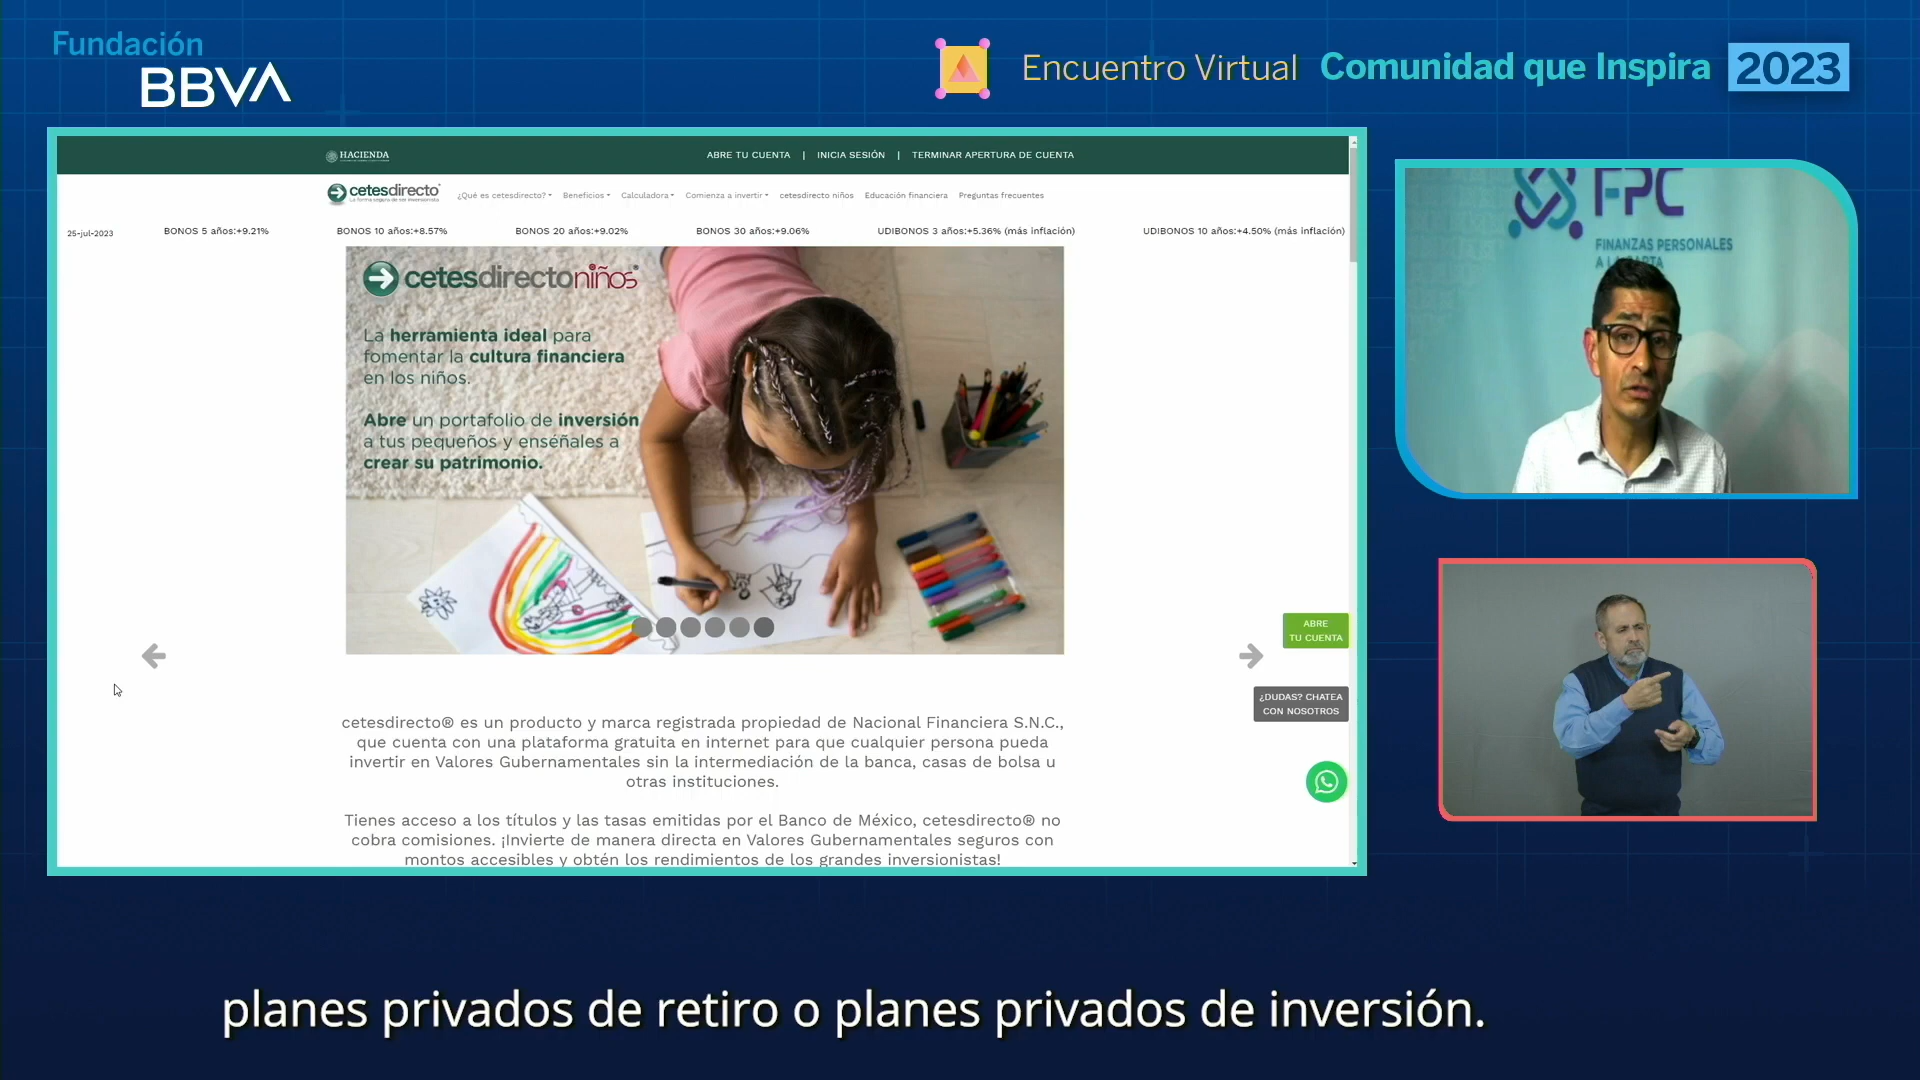 Fundación
BBVA
Encuentro Virtual Comunidad que Inspira 2023
HACIENDA
ABRE TU CUENTA | INICIA SESIÓN | TERMINAR APERTURA DE CUENTA
cetesdirecto
La forma segura de ser inversionista
¿Qué es cetesdirecto? Beneficios Calculadora Comienza a invertir cetesdirecto niños Educación financiera Preguntas frecuentes
25-jul-2023 BONOS 5 años:+9.21% BONOS 10 años:+8.57% BONOS 20 años:+9.02% BONOS 30 años:+9.06% UDIBONOS 3 años:+5.36% (más inflación) UDIBONOS 10 años:+4.50% (más inflación)
cetesdirectoniños
La herramienta ideal para
fomentar la cultura financiera
en los niños.
Abre un portafolio de inversión
a tus pequeños y enséñales a
crear su patrimonio.
ABRE
TU CUENTA
¿DUDAS? CHATEA
CON NOSOTROS
cetesdirecto® es un producto y marca registrada propiedad de Nacional Financiera S.N.C.,
que cuenta con una plataforma gratuita en internet para que cualquier persona pueda
invertir en Valores Gubernamentales sin la intermediación de la banca, casas de bolsa u
otras instituciones.
Tienes acceso a los títulos y las tasas emitidas por el Banco de México, cetesdirecto® no
cobra comisiones. ¡Invierte de manera directa en Valores Gubernamentales seguros con
montos accesibles y obtén los rendimientos de los grandes inversionistas!
FPC
FINANZAS PERSONALES
A LA CARTA
planes privados de retiro o planes privados de inversión.